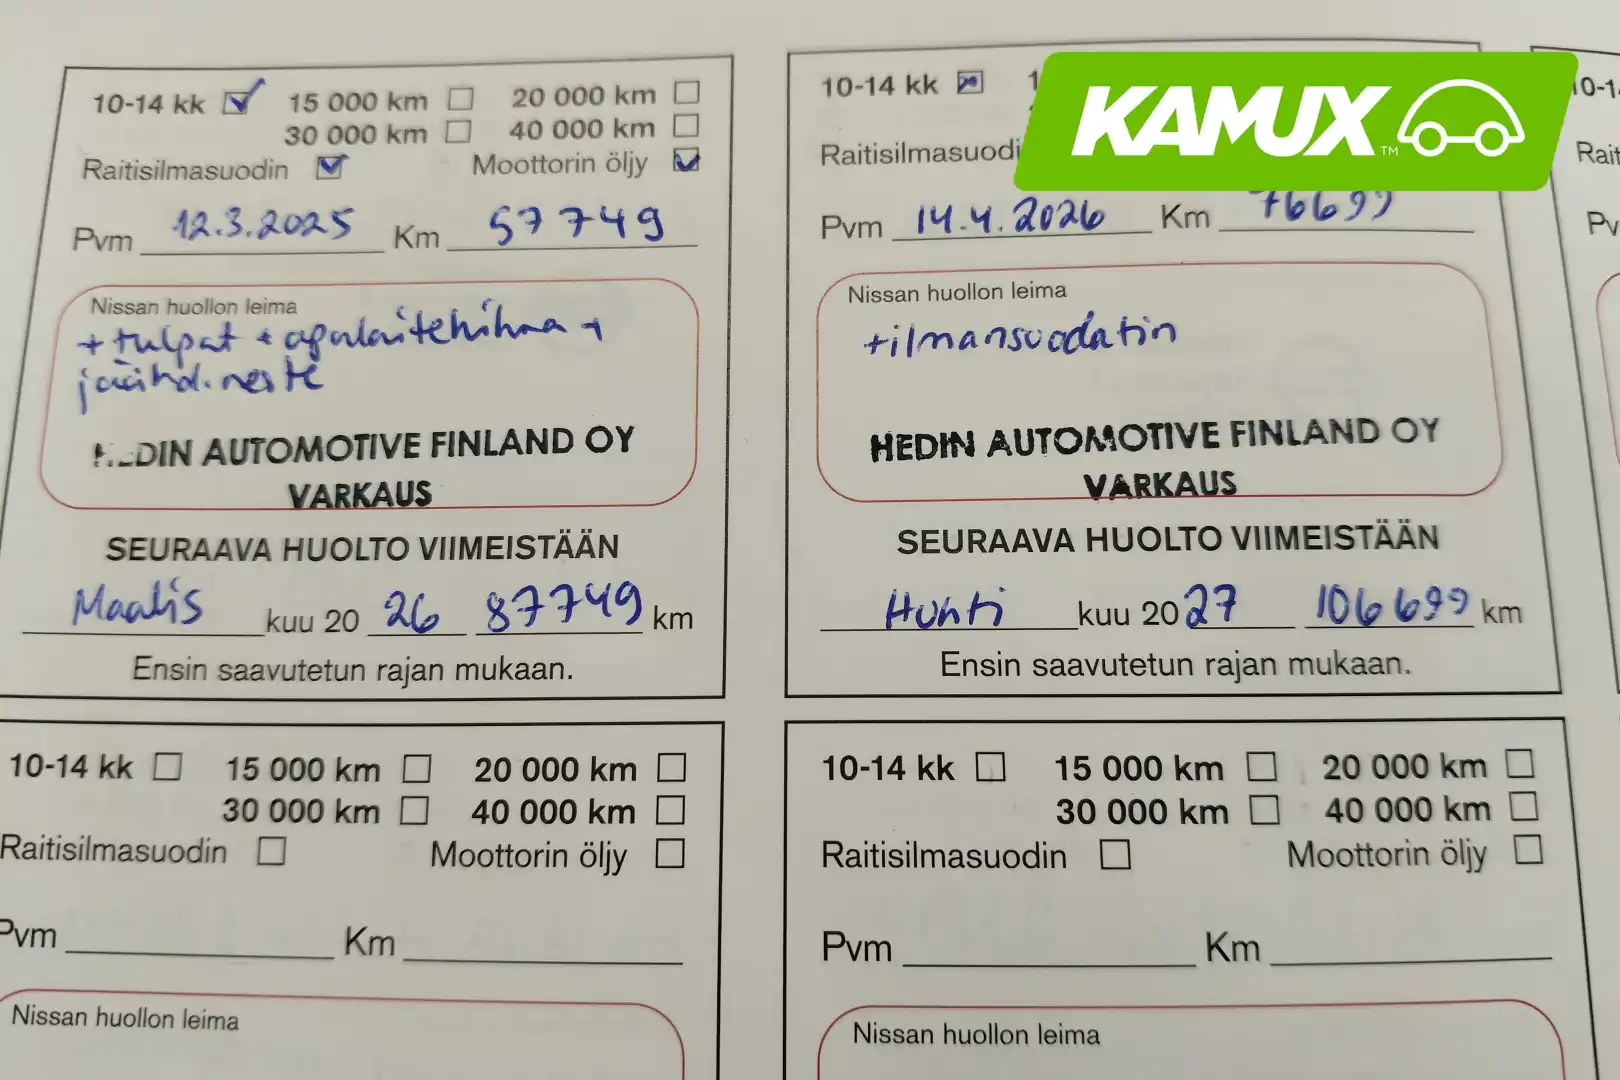 10-14 kk 15 000 km 20 000 km
30 000 km 40 000 km
Raitisilmasuodin Moottorin öljy
Pvm 12.3.2025 Km 57749
Nissan huollon leima
+ tulpat + apulaitehihna +
jäähd.neste
HEDIN AUTOMOTIVE FINLAND OY
VARKAUS
SEURAAVA HUOLTO VIIMEISTÄÄN
Maalis kuu 20 26 87749 km
Ensin saavutetun rajan mukaan.
10-14 kk
KAMUX™
Pvm 14.4.2026 Km 76699
Nissan huollon leima
+ilmansuodatin
HEDIN AUTOMOTIVE FINLAND OY
VARKAUS
SEURAAVA HUOLTO VIIMEISTÄÄN
Huhti kuu 20 27 106699 km
Ensin saavutetun rajan mukaan.
10-14 kk 15 000 km 20 000 km
30 000 km 40 000 km
Raitisilmasuodin Moottorin öljy
Pvm Km
Nissan huollon leima
10-14 kk 15 000 km 20 000 km
30 000 km 40 000 km
Raitisilmasuodin Moottorin öljy
Pvm Km
Nissan huollon leima